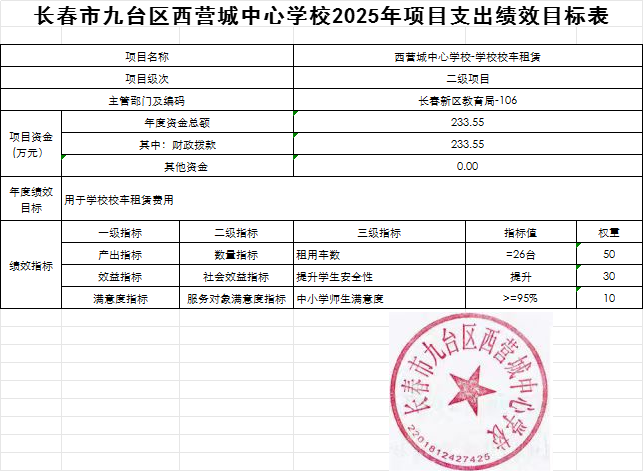 长春市九台区西营城中心学校2025年项目支出绩效目标表
项目名称 西营城中心学校-学校校车租赁
项目级次 二级项目
主管部门及编码 长春新区教育局-106
项目资金（万元） 年度资金总额 233.55
其中：财政拨款 233.55
其他资金 0.00
年度绩效目标 用于学校校车租赁费用
绩效指标 一级指标 二级指标 三级指标 指标值 权重
产出指标 数量指标 租用车数 =26台 50
效益指标 社会效益指标 提升学生安全性 提升 30
满意度指标 服务对象满意度指标 中小学师生满意度 >=95% 10
长春市九台区西营城中心学校
2201812427425